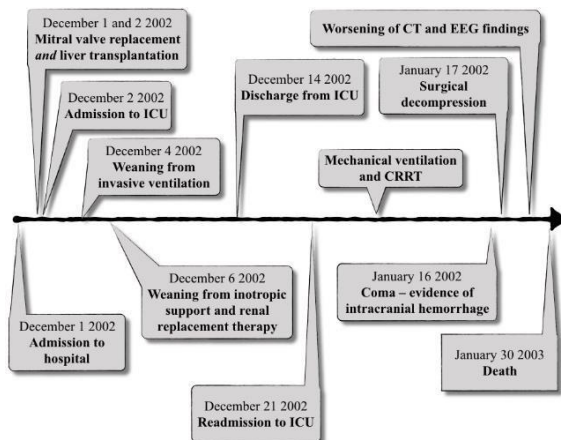 December 1 and 2 2002
Mitral valve replacement
and liver transplantation
December 2 2002
Admission to ICU
December 4 2002
Weaning from
invasive ventilation
December 14 2002
Discharge from ICU
Mechanical ventilation
and CRRT
January 17 2002
Surgical
decompression
Worsening of CT and EEG findings
December 1 2002
Admission to
hospital
December 6 2002
Weaning from inotropic
support and renal
replacement therapy
December 21 2002
Readmission to ICU
January 16 2002
Coma – evidence of
intracranial hemorrhage
January 30 2003
Death